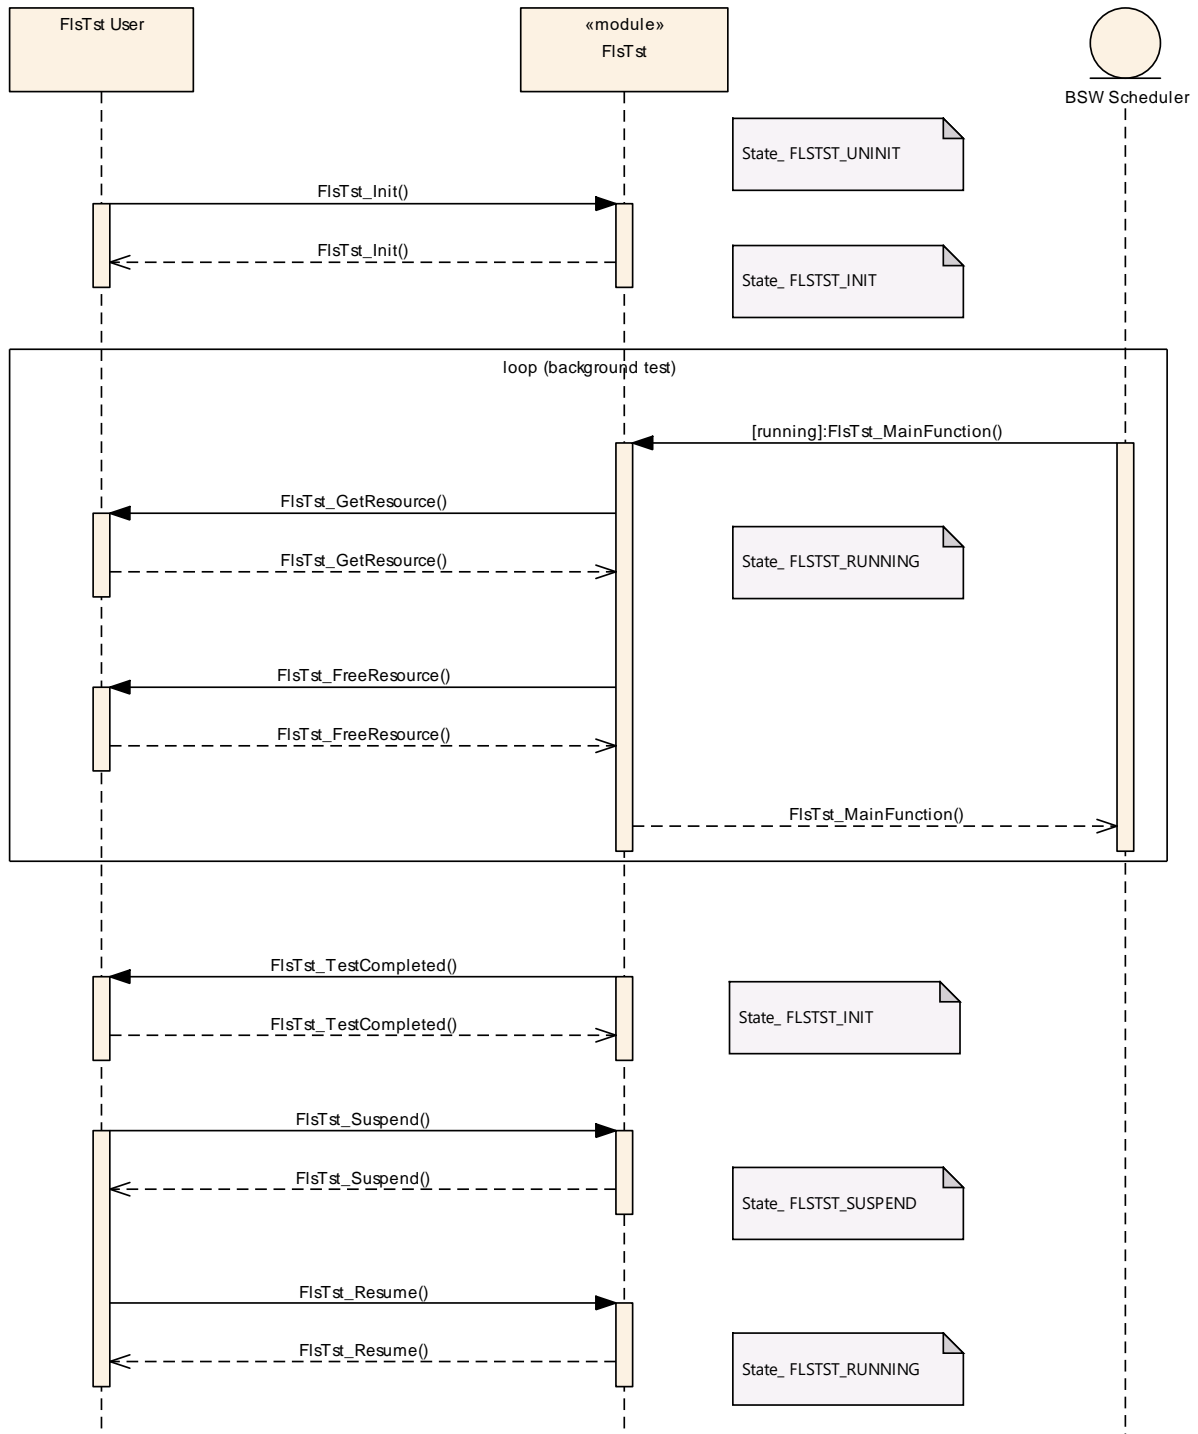 FlsTst User
«module»
FlsTst
BSW Scheduler
State_ FLSTST_UNINIT
FlsTst_Init()
FlsTst_Init()
State_ FLSTST_INIT
loop (background test)
[running]:FlsTst_MainFunction()
FlsTst_GetResource()
FlsTst_GetResource()
State_ FLSTST_RUNNING
FlsTst_FreeResource()
FlsTst_FreeResource()
FlsTst_MainFunction()
FlsTst_TestCompleted()
State_ FLSTST_INIT
FlsTst_TestCompleted()
FlsTst_Suspend()
FlsTst_Suspend()
State_ FLSTST_SUSPEND
FlsTst_Resume()
FlsTst_Resume()
State_ FLSTST_RUNNING